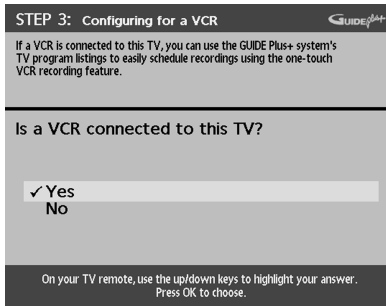 STEP 3: Configuring for a VCR GUIDE plus+
If a VCR is connected to this TV, you can use the GUIDE Plus+ system's
TV program listings to easily schedule recordings using the one-touch
VCR recording feature.
Is a VCR connected to this TV?
✓ Yes
No
On your TV remote, use the up/down keys to highlight your answer.
Press OK to choose.